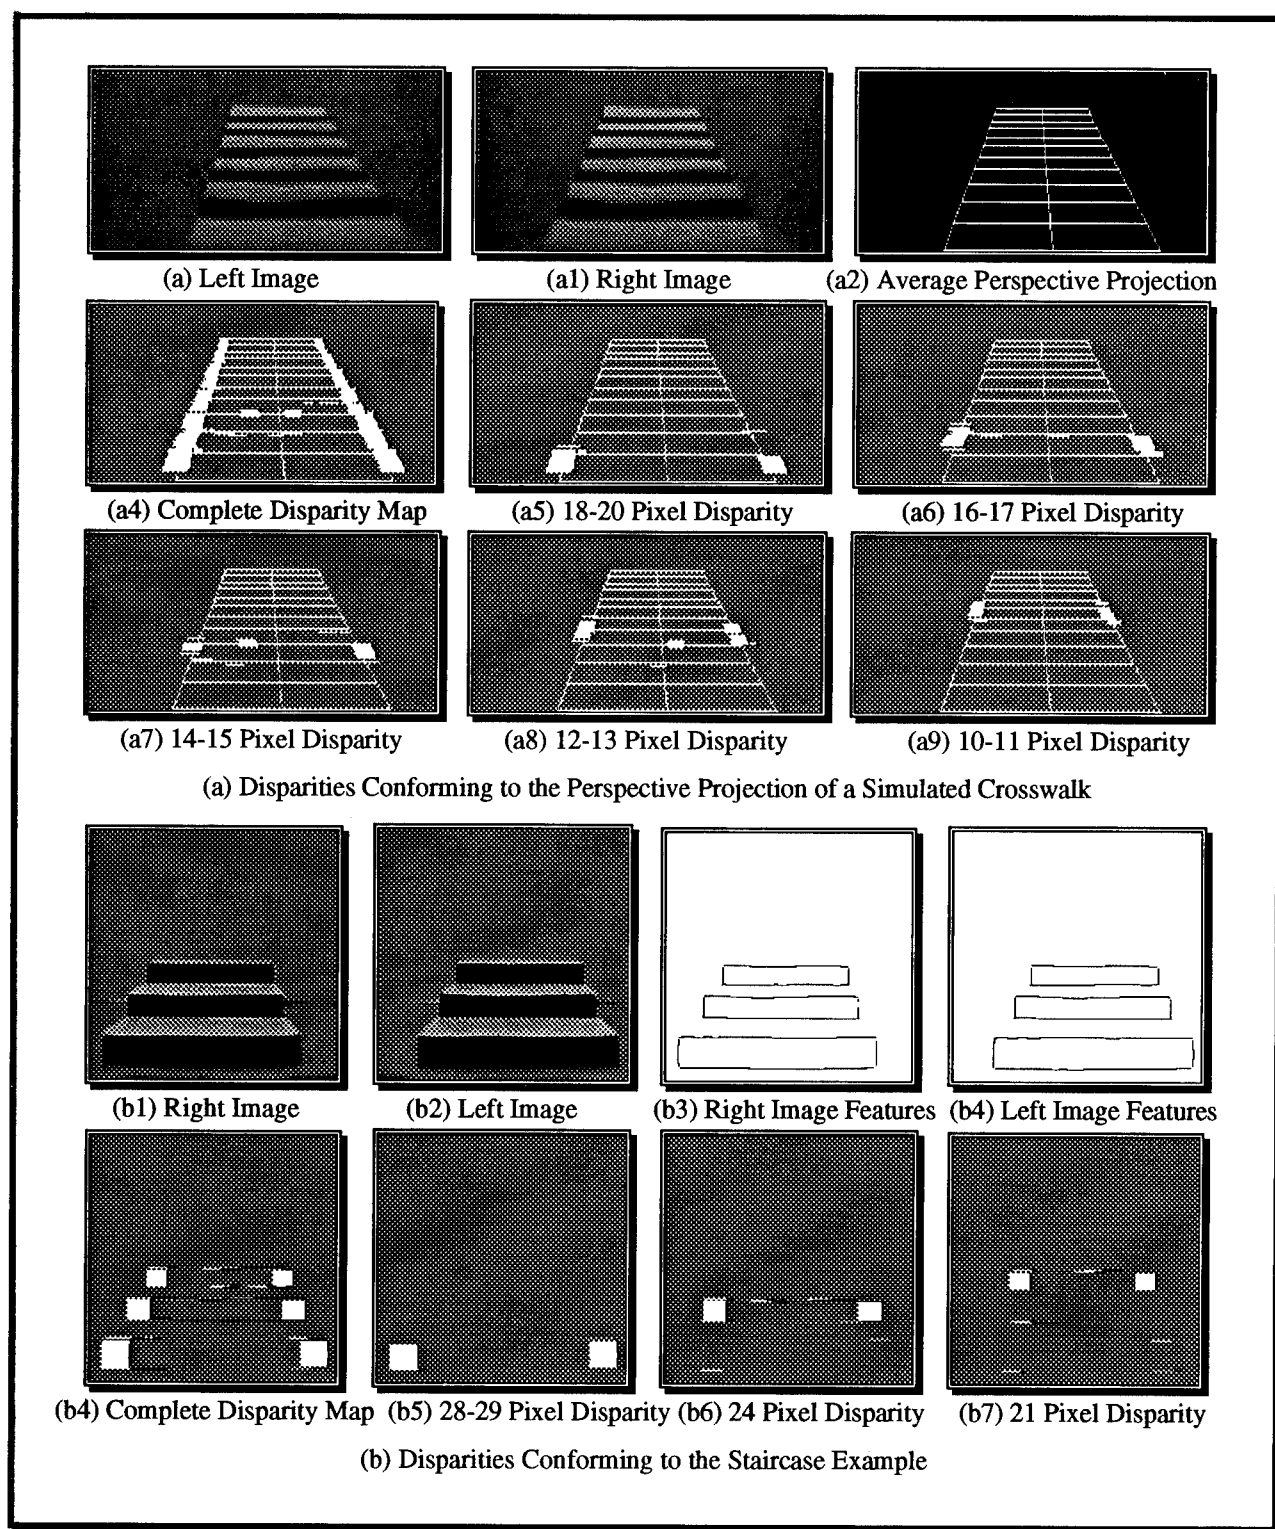 (a) Left Image (a1) Right Image (a2) Average Perspective Projection
(a4) Complete Disparity Map (a5) 18-20 Pixel Disparity (a6) 16-17 Pixel Disparity
(a7) 14-15 Pixel Disparity (a8) 12-13 Pixel Disparity (a9) 10-11 Pixel Disparity
(a) Disparities Conforming to the Perspective Projection of a Simulated Crosswalk
(b1) Right Image (b2) Left Image (b3) Right Image Features (b4) Left Image Features
(b4) Complete Disparity Map (b5) 28-29 Pixel Disparity (b6) 24 Pixel Disparity (b7) 21 Pixel Disparity
(b) Disparities Conforming to the Staircase Example